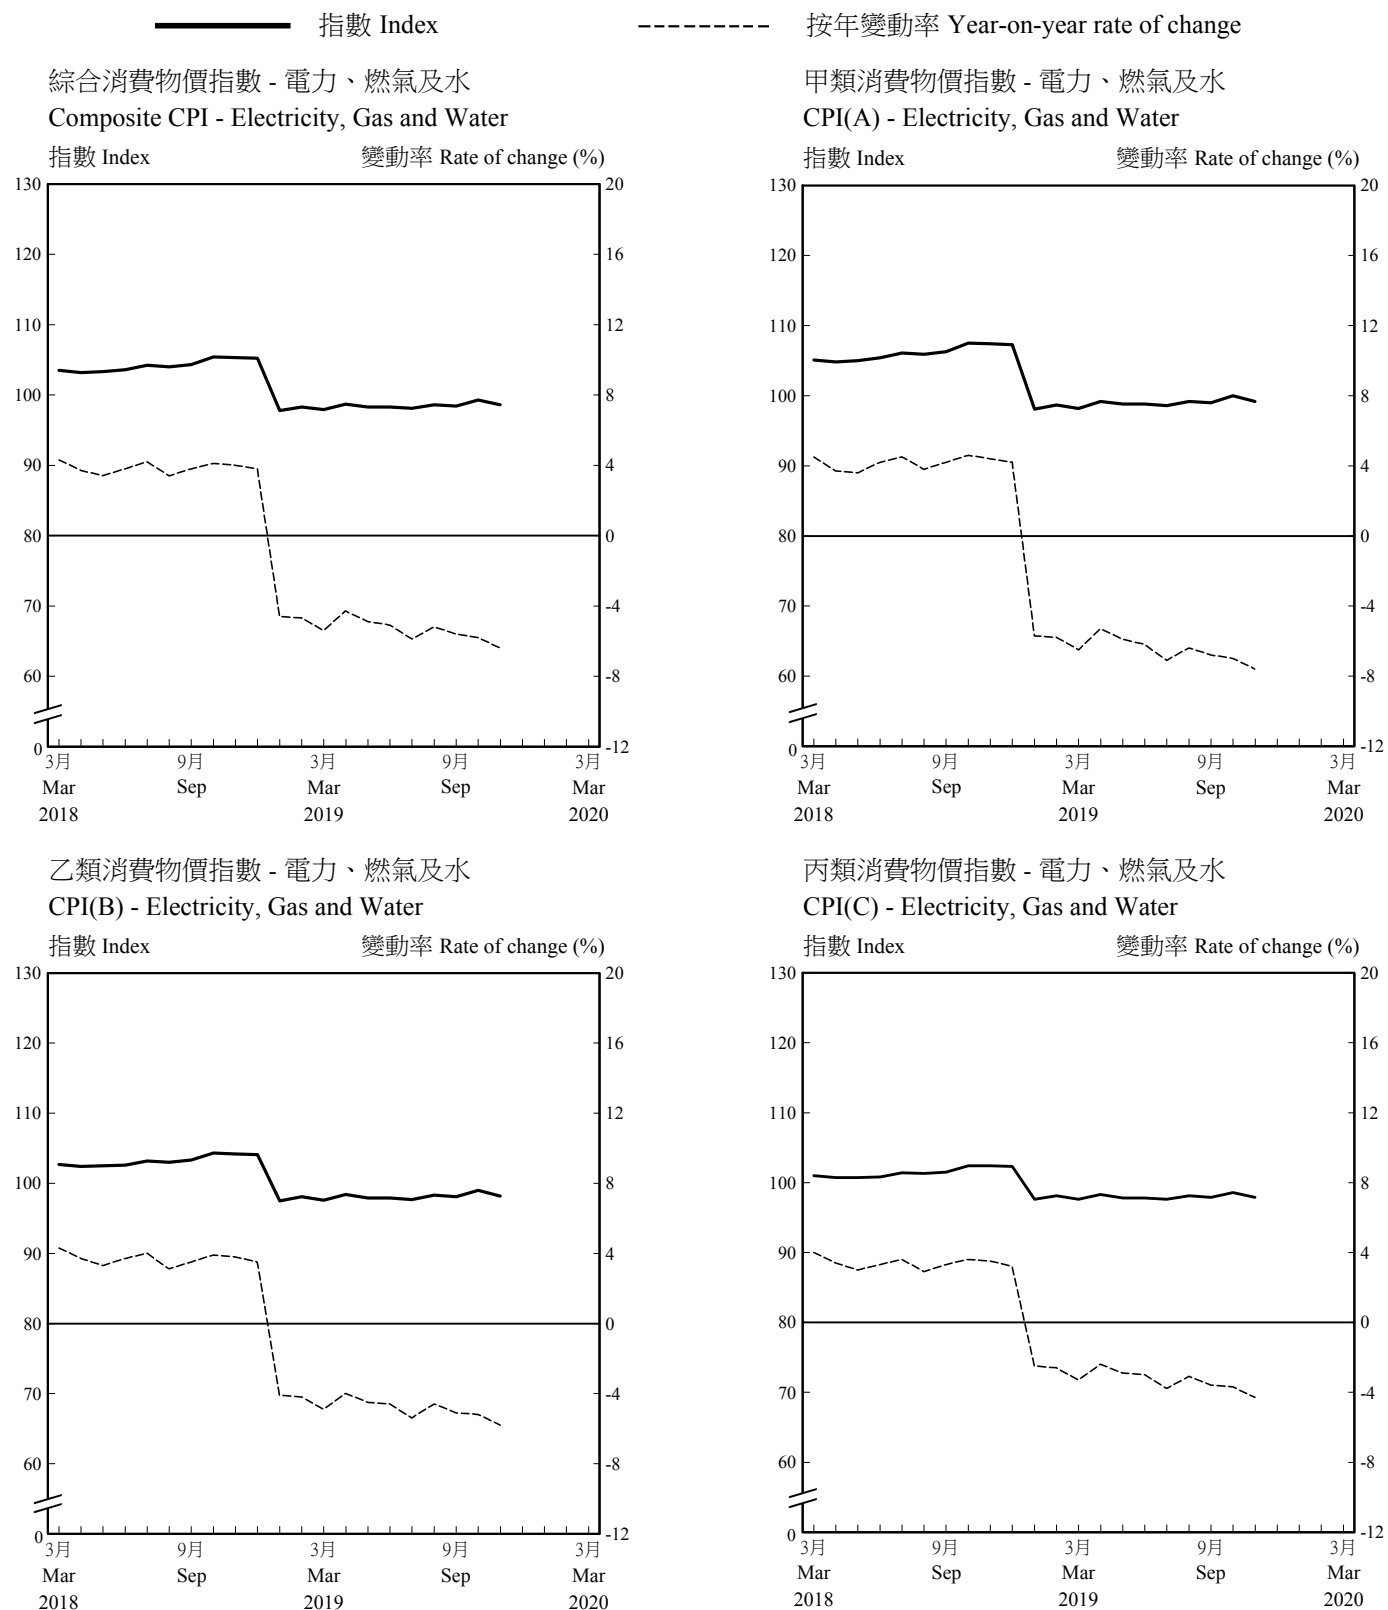 指數 Index
按年變動率 Year-on-year rate of change
綜合消費物價指數 - 電力、燃氣及水
Composite CPI - Electricity, Gas and Water
指數 Index 變動率 Rate of change (%)
130 20
120 16
110 12
100 8
90 4
80 0
70 -4
60 -8
0 -12
3月 9月 3月 9月 3月
Mar Sep Mar Sep Mar
2018 2019 2020
甲類消費物價指數 - 電力、燃氣及水
CPI(A) - Electricity, Gas and Water
指數 Index 變動率 Rate of change (%)
130 20
120 16
110 12
100 8
90 4
80 0
70 -4
60 -8
0 -12
3月 9月 3月 9月 3月
Mar Sep Mar Sep Mar
2018 2019 2020
乙類消費物價指數 - 電力、燃氣及水
CPI(B) - Electricity, Gas and Water
指數 Index 變動率 Rate of change (%)
130 20
120 16
110 12
100 8
90 4
80 0
70 -4
60 -8
0 -12
3月 9月 3月 9月 3月
Mar Sep Mar Sep Mar
2018 2019 2020
丙類消費物價指數 - 電力、燃氣及水
CPI(C) - Electricity, Gas and Water
指數 Index 變動率 Rate of change (%)
130 20
120 16
110 12
100 8
90 4
80 0
70 -4
60 -8
0 -12
3月 9月 3月 9月 3月
Mar Sep Mar Sep Mar
2018 2019 2020